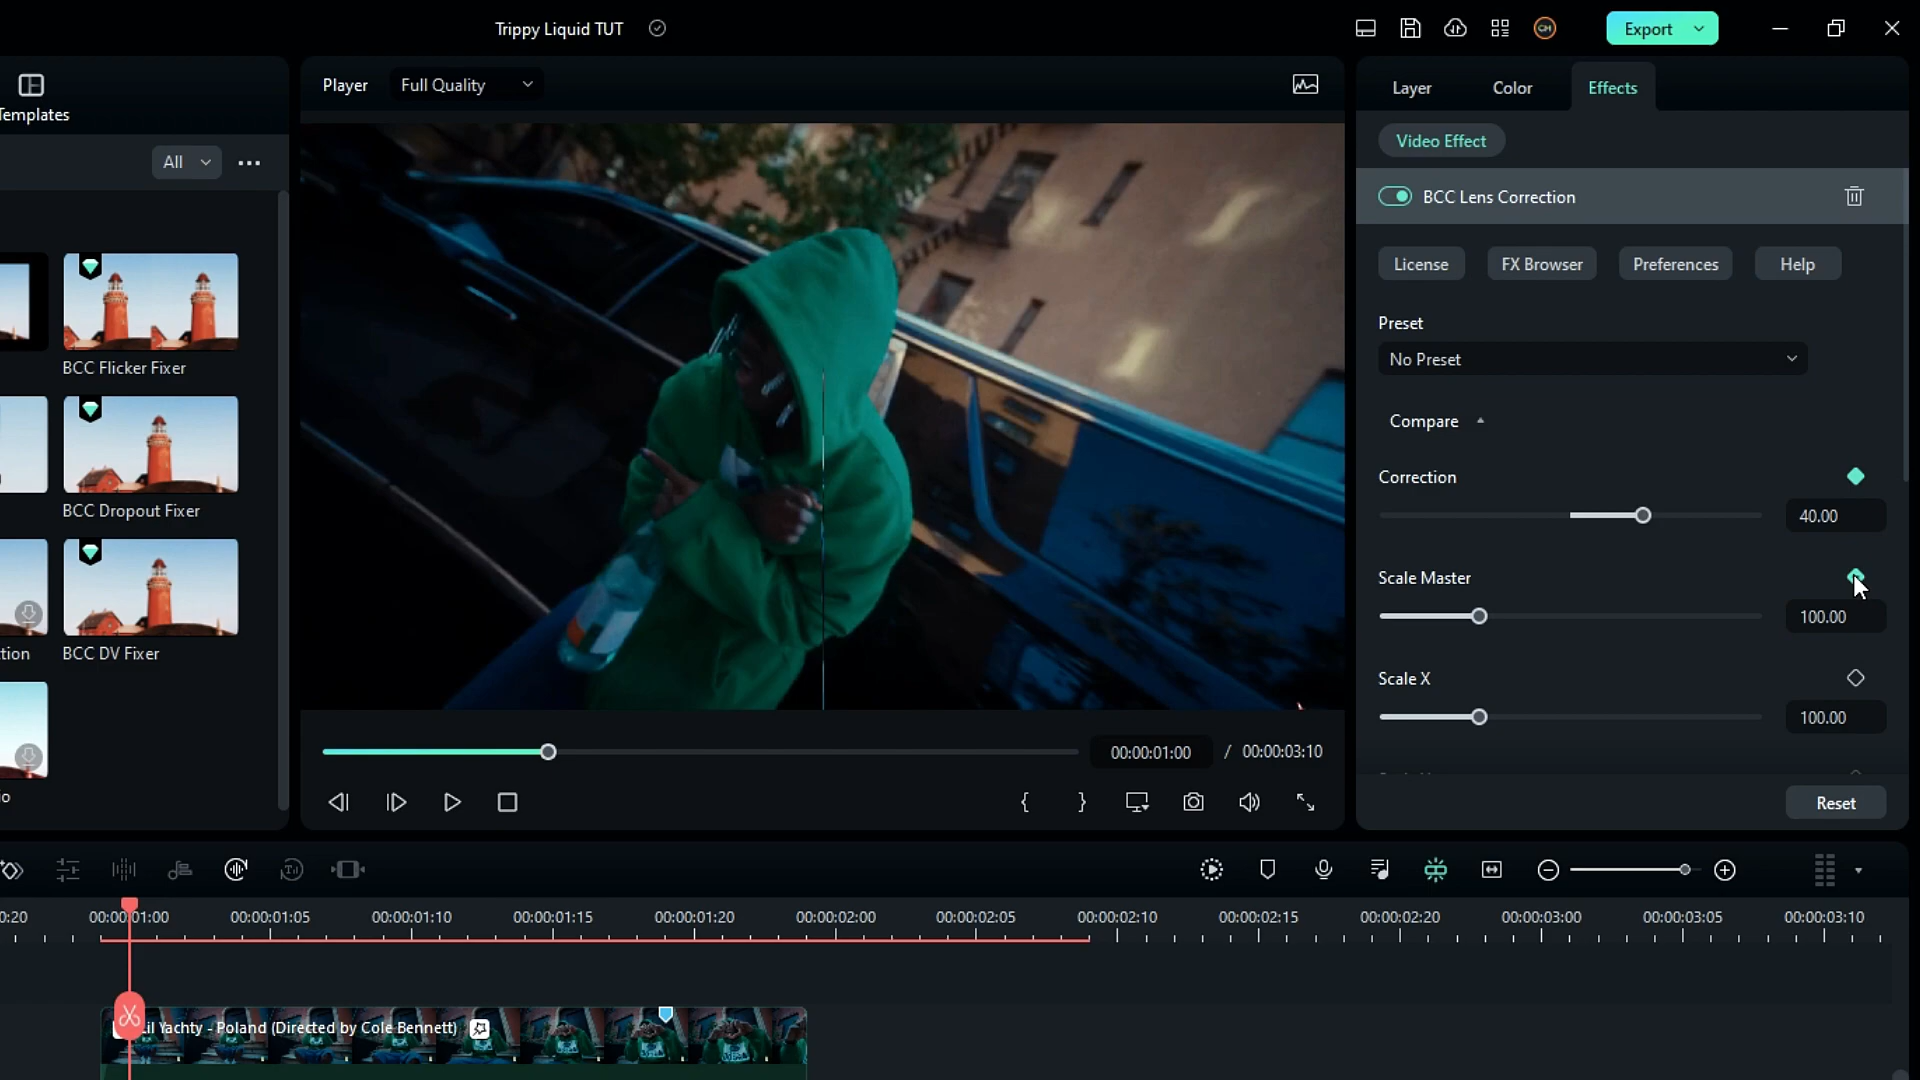 Trippy Liquid TUT
Export
Templates
All
BCC Flicker Fixer
BCC Dropout Fixer
BCC DV Fixer
Player
Full Quality
00:00:01:00 / 00:00:03:10
Layer Color Effects
Video Effect
BCC Lens Correction
License FX Browser Preferences Help
Preset
No Preset
Compare
Correction
40.00
Scale Master
100.00
Scale X
100.00
Reset
0:20 00:00:01:00 00:00:01:05 00:00:01:10 00:00:01:15 00:00:01:20 00:00:02:00 00:00:02:05 00:00:02:10 00:00:02:15 00:00:02:20 00:00:03:00 00:00:03:05 00:00:03:10
Lil Yachty - Poland (Directed by Cole Bennett)